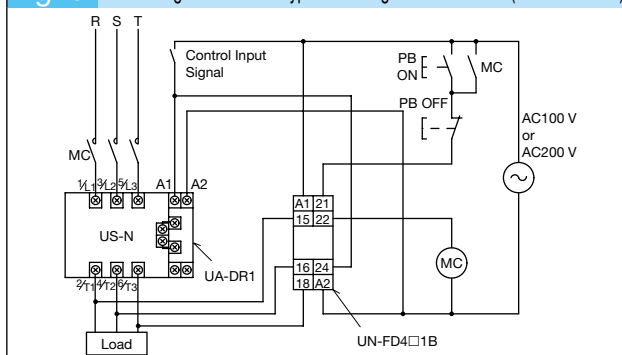 R S T
Control Input
Signal
PB
ON
MC
PB OFF
AC100 V
or
AC200 V
MC
1/L1 3/L2 5/L3
A1 A2
A1 21
15 22
US-N
UA-DR1
16 24
18 A2
MC
2/T1 4/T2 6/T3
UN-FD4□1B
Load